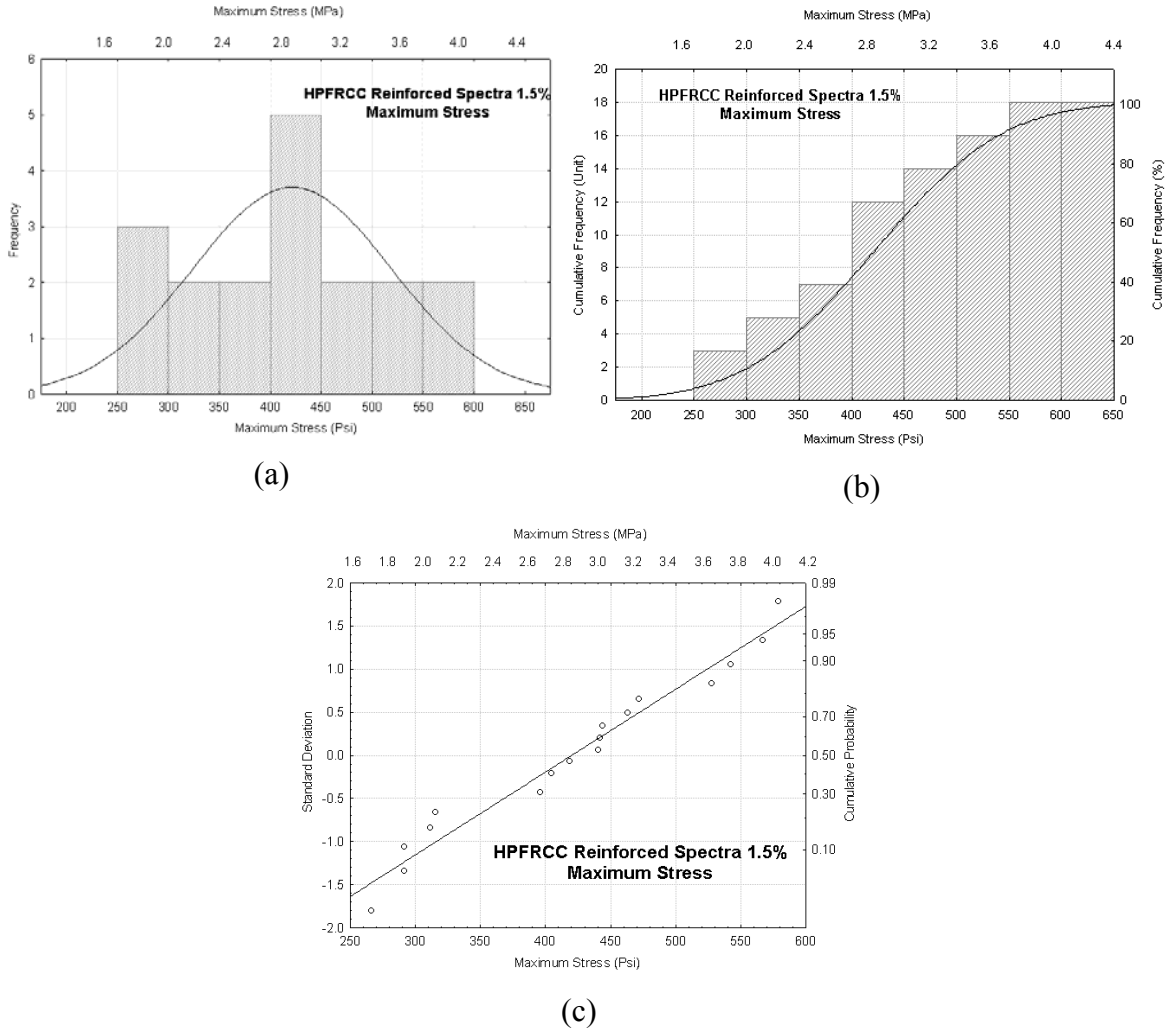 Maximum Stress (MPa)
1.6 2.0 2.4 2.8 3.2 3.6 4.0 4.4
HPFRCC Reinforced Spectra 1.5%
Maximum Stress
Frequency
6
5
4
3
2
1
0
200 250 300 350 400 450 500 550 600 650
Maximum Stress (Psi)
(a)
Maximum Stress (MPa)
1.6 2.0 2.4 2.8 3.2 3.6 4.0 4.4
HPFRCC Reinforced Spectra 1.5%
Maximum Stress
Cumulative Frequency (Unit)
20
18
16
14
12
10
8
6
4
2
0
Cumulative Frequency (%)
100
80
60
40
20
0
200 250 300 350 400 450 500 550 600 650
Maximum Stress (Psi)
(b)
Maximum Stress (MPa)
1.6 1.8 2.0 2.2 2.4 2.6 2.8 3.0 3.2 3.4 3.6 3.8 4.0 4.2
Standard Deviation
2.0
1.5
1.0
0.5
0.0
-0.5
-1.0
-1.5
-2.0
Cumulative Probability
0.99
0.95
0.90
0.70
0.50
0.30
0.10
HPFRCC Reinforced Spectra 1.5%
Maximum Stress
250 300 350 400 450 500 550 600
Maximum Stress (Psi)
(c)